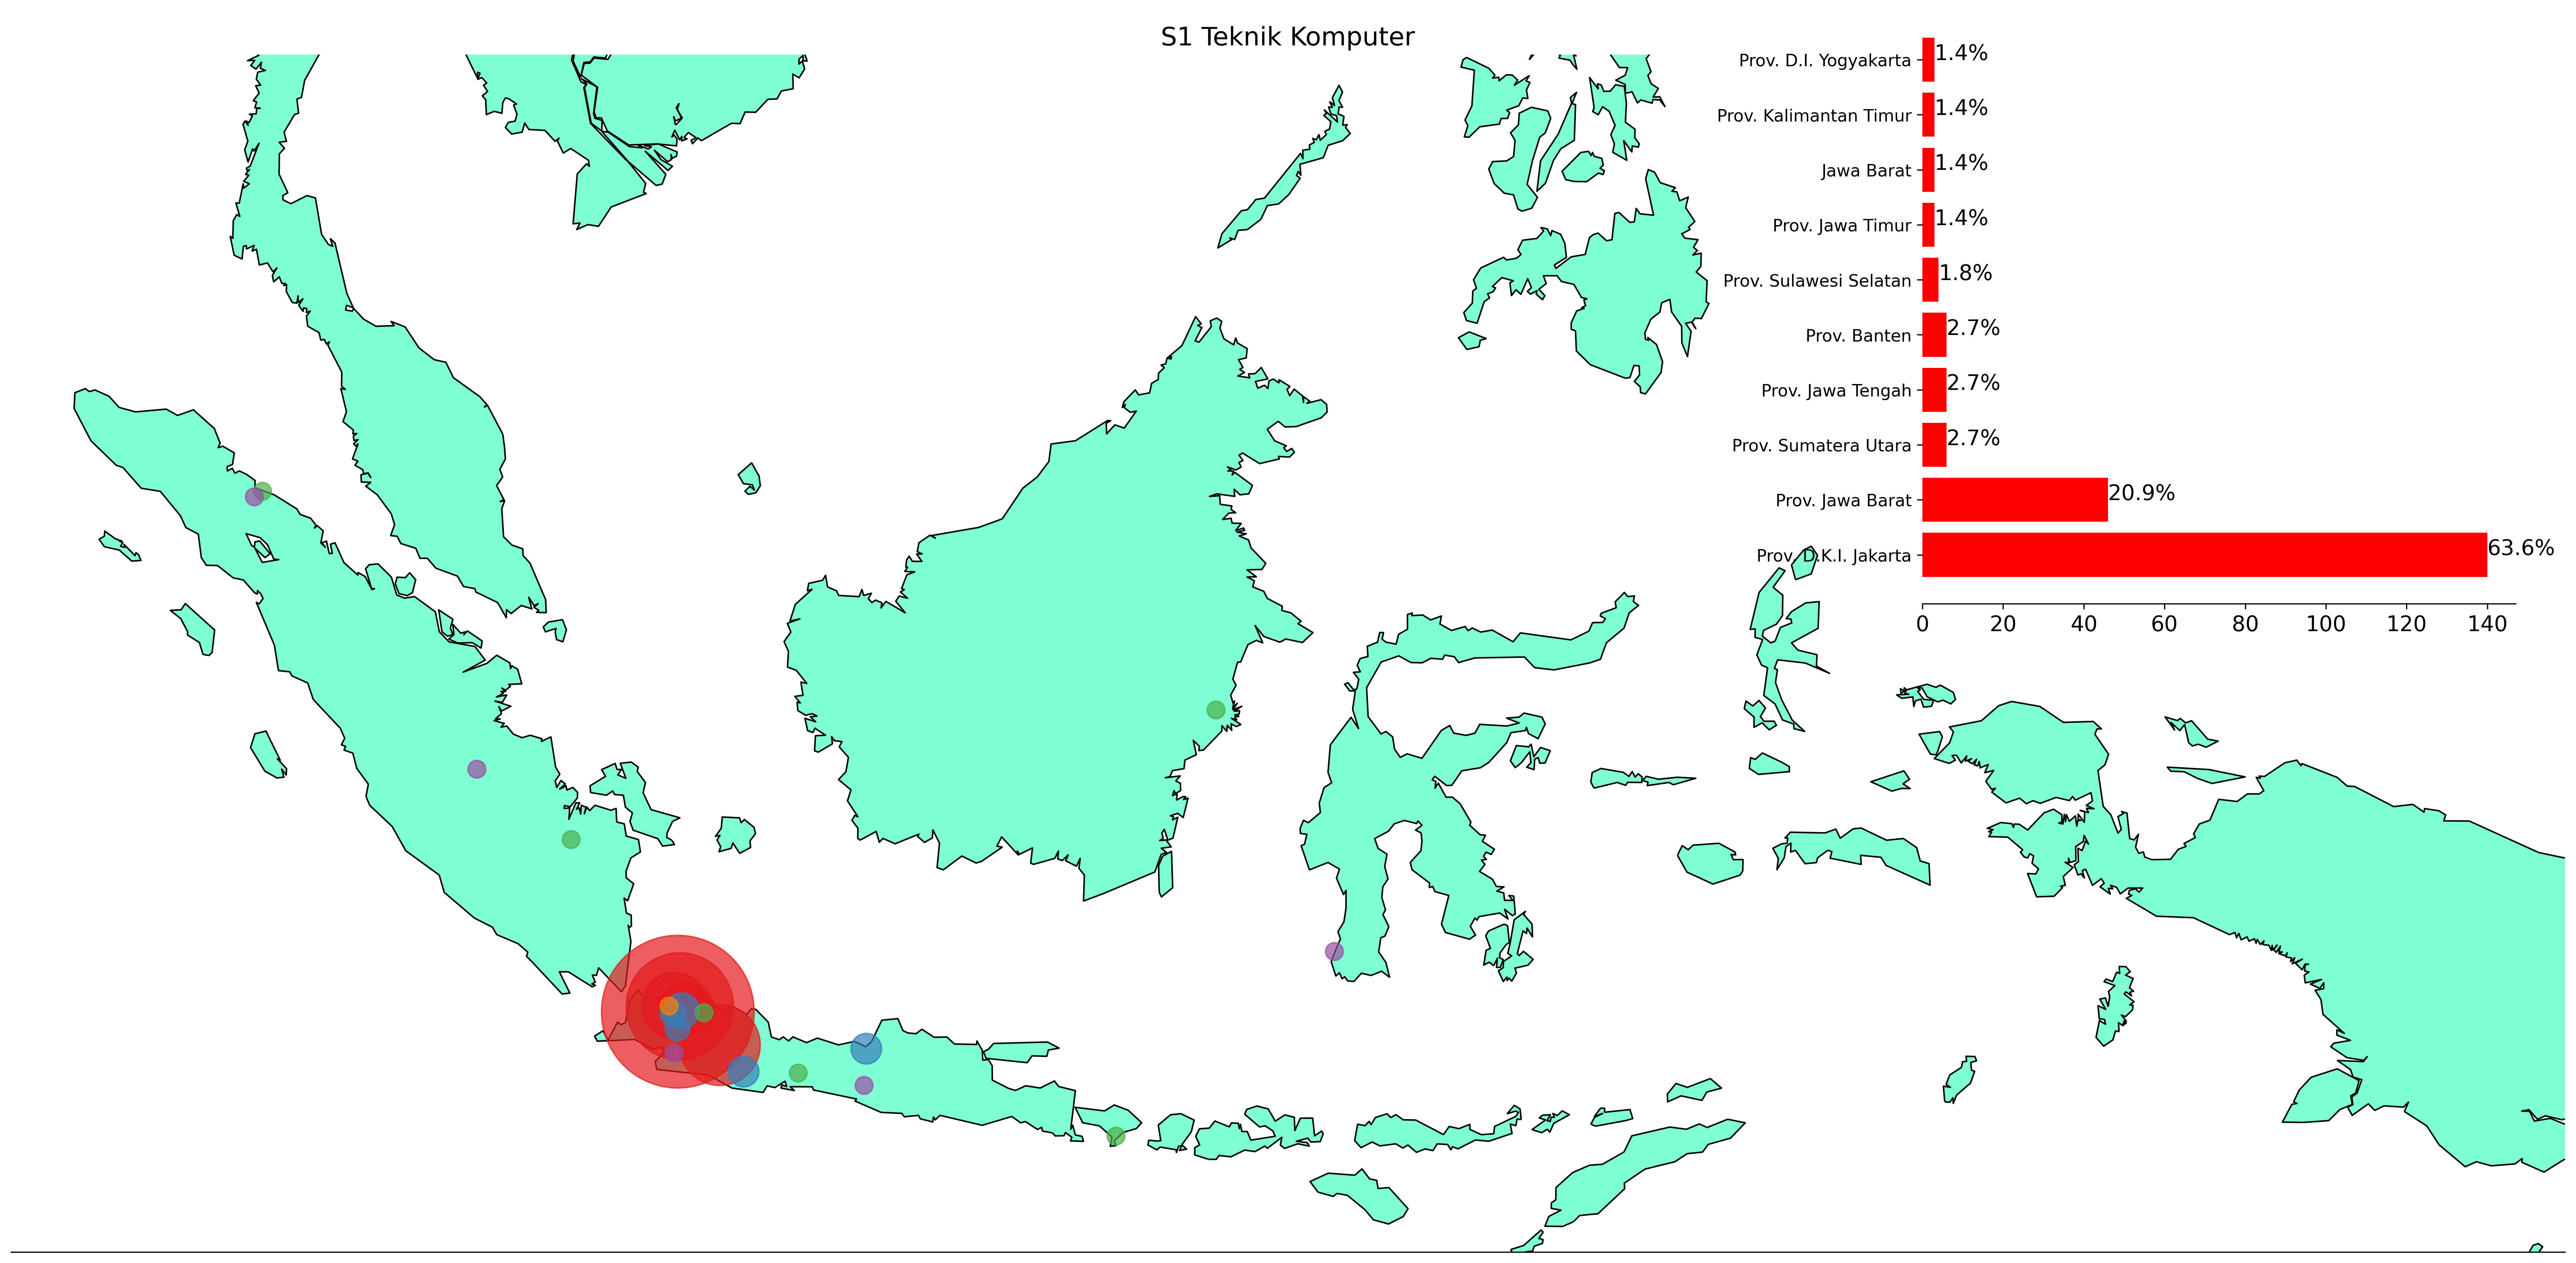 S1 Teknik Komputer
Prov. D.I. Yogyakarta 1.4%
Prov. Kalimantan Timur 1.4%
Jawa Barat 1.4%
Prov. Jawa Timur 1.4%
Prov. Sulawesi Selatan 1.8%
Prov. Banten 2.7%
Prov. Jawa Tengah 2.7%
Prov. Sumatera Utara 2.7%
Prov. Jawa Barat 20.9%
Prov. D.K.I. Jakarta 63.6%
0 20 40 60 80 100 120 140